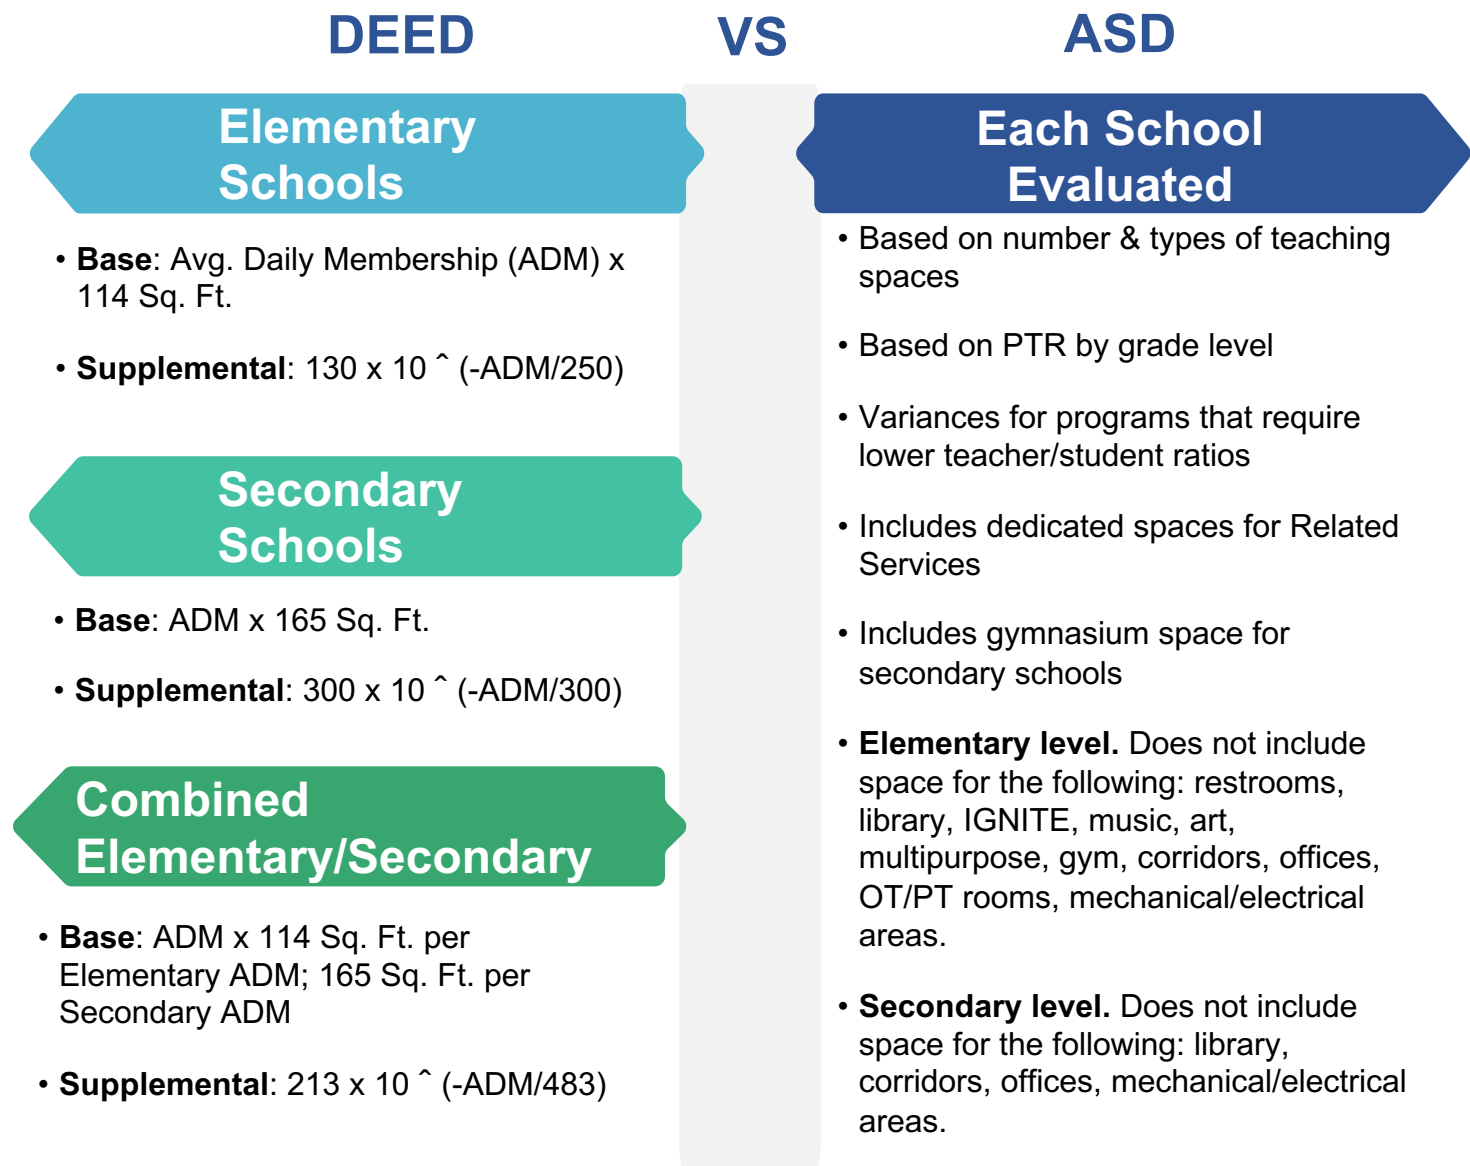 DEED
VS
ASD
Elementary
Schools
• Base: Avg. Daily Membership (ADM) x
114 Sq. Ft.
• Supplemental: 130 x 10 ˆ (-ADM/250)
Secondary
Schools
• Base: ADM x 165 Sq. Ft.
• Supplemental: 300 x 10 ˆ (-ADM/300)
Combined
Elementary/Secondary
• Base: ADM x 114 Sq. Ft. per
Elementary ADM; 165 Sq. Ft. per
Secondary ADM
• Supplemental: 213 x 10 ˆ (-ADM/483)
Each School
Evaluated
• Based on number & types of teaching
spaces
• Based on PTR by grade level
• Variances for programs that require
lower teacher/student ratios
• Includes dedicated spaces for Related
Services
• Includes gymnasium space for
secondary schools
• Elementary level. Does not include
space for the following: restrooms,
library, IGNITE, music, art,
multipurpose, gym, corridors, offices,
OT/PT rooms, mechanical/electrical
areas.
• Secondary level. Does not include
space for the following: library,
corridors, offices, mechanical/electrical
areas.